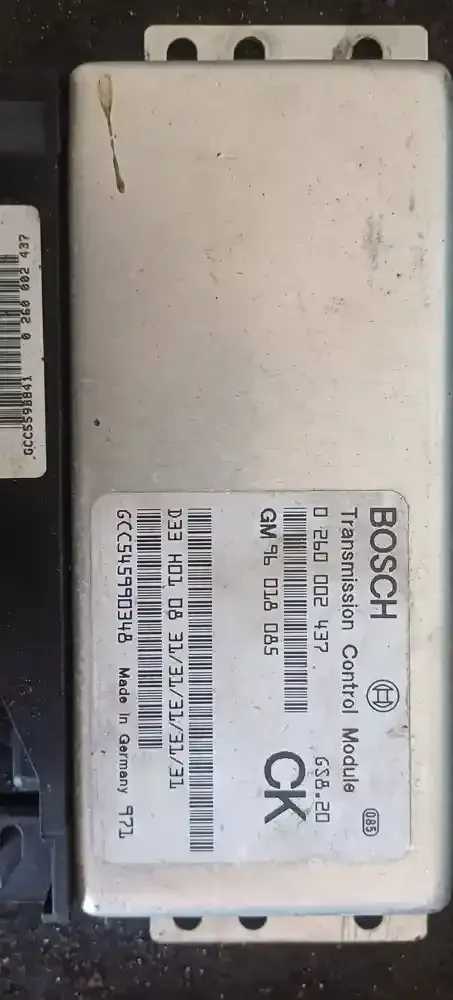 BOSCH
Transmission Control Module 085
0 260 002 437 GS8.20
GM 96 018 085 CK
D33 H01 08 31/31/31/31/31
GCC545990348 Made in Germany 971
0 260 002 437
GCC5598841